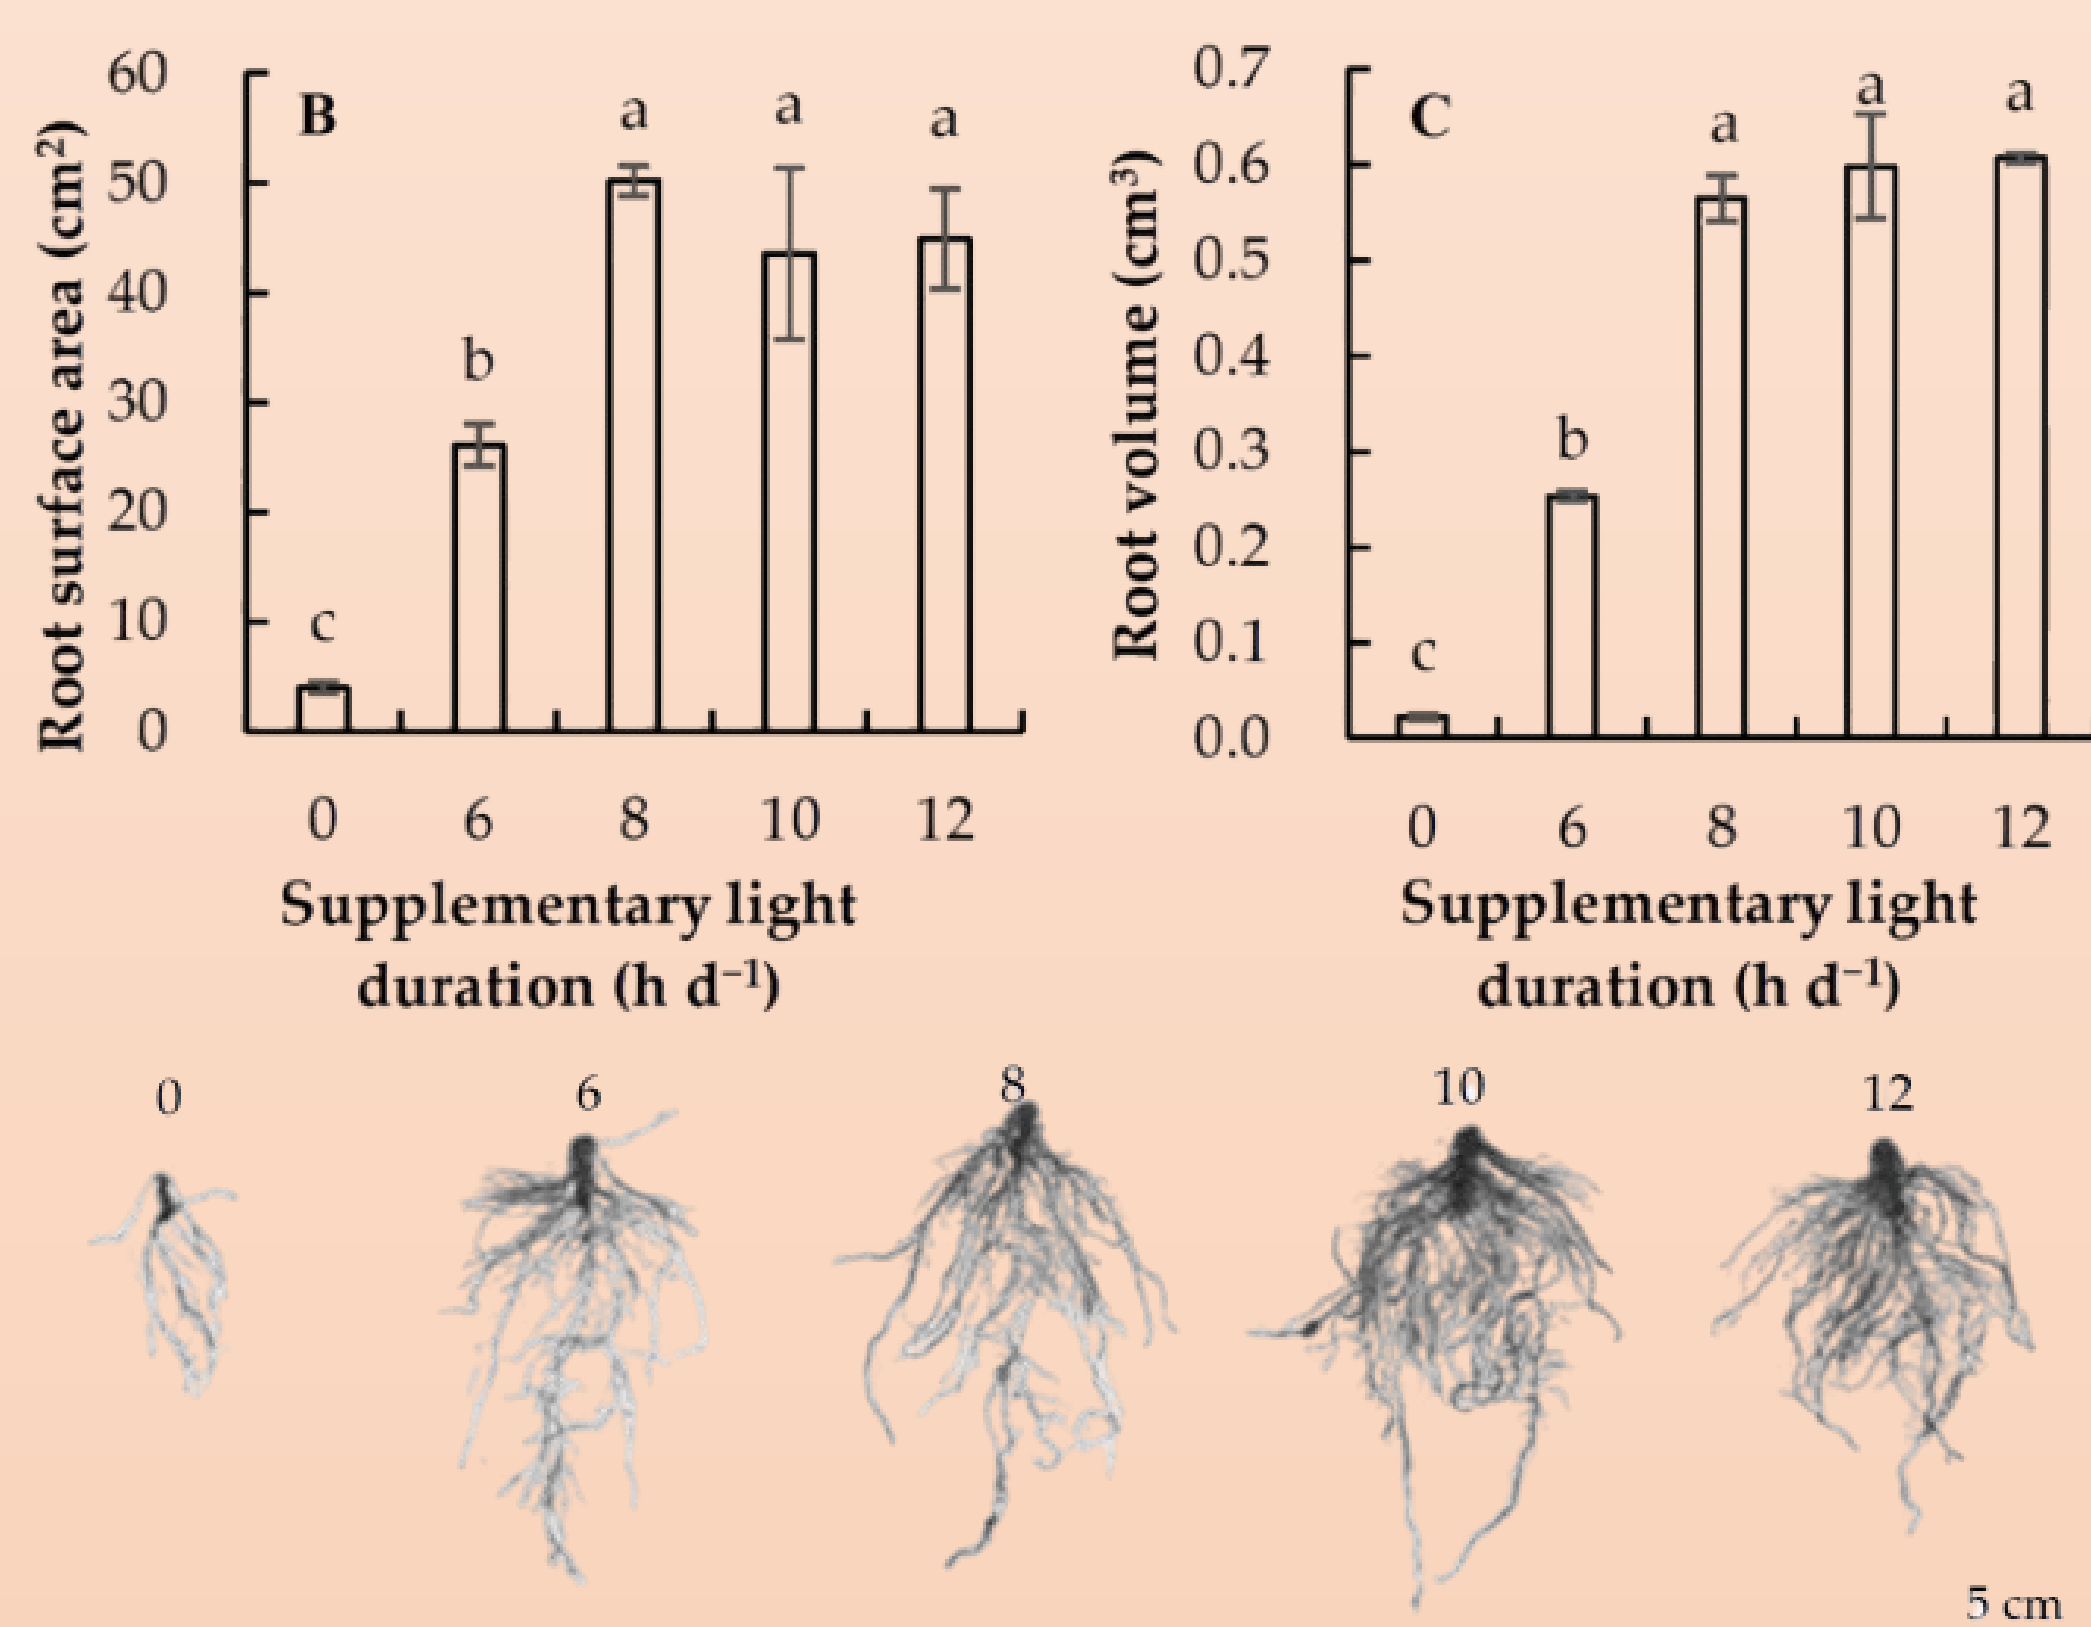 B
Root surface area (cm²)
60
50
40
30
20
10
0
c
b
a
a
a
0 6 8 10 12
Supplementary light
duration (h d⁻¹)
C
Root volume (cm³)
0.7
0.6
0.5
0.4
0.3
0.2
0.1
0.0
c
b
a
a
a
0 6 8 10 12
Supplementary light
duration (h d⁻¹)
0 6 8 10 12
5 cm